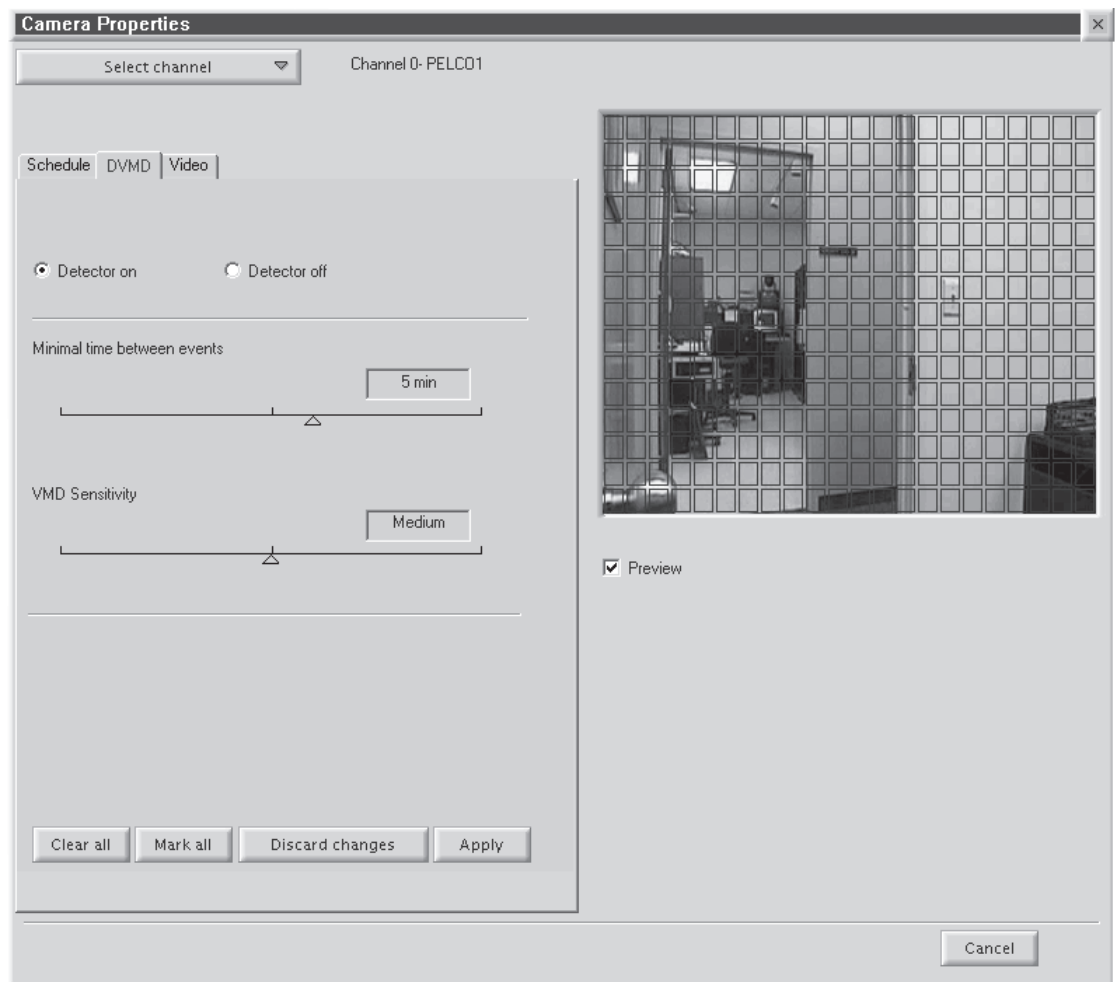 Camera Properties
Select channel
Channel 0- PELCO1
Schedule DVMD Video
Detector on Detector off
Minimal time between events
5 min
VMD Sensitivity
Medium
Preview
Clear all Mark all Discard changes Apply
Cancel